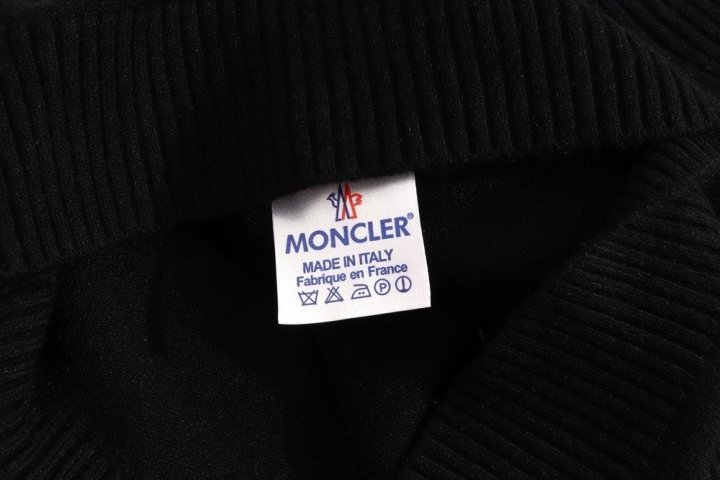 MONCLER®
MADE IN ITALY
Fabriqué en France